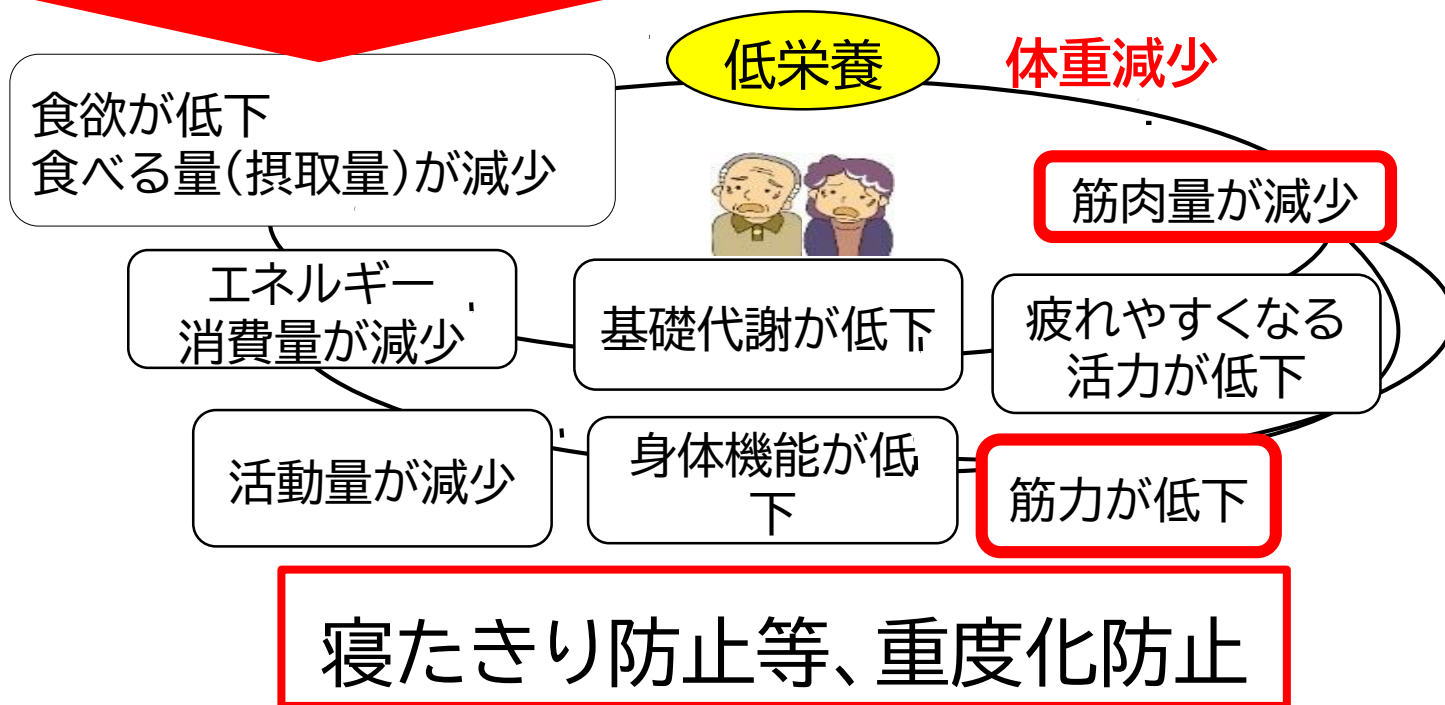 低栄養
体重減少
食欲が低下
食べる量(摂取量)が減少
筋肉量が減少
エネルギー
消費量が減少
基礎代謝が低下
疲れやすくなる
活力が低下
活動量が減少
身体機能が低
下
筋力が低下
寝たきり防止等、重度化防止